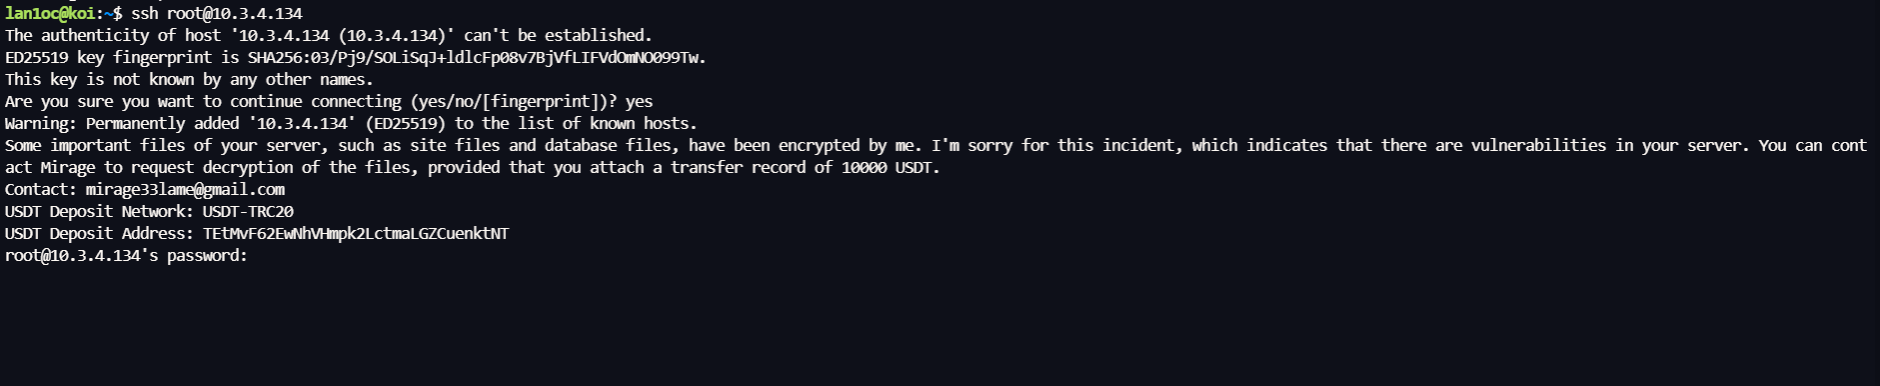 lan1oc@koi:~$ ssh root@10.3.4.134
The authenticity of host '10.3.4.134 (10.3.4.134)' can't be established.
ED25519 key fingerprint is SHA256:03/Pj9/SOLiSqJ+ldlcFp08v7BjVfLIFVdOmNO099Tw.
This key is not known by any other names.
Are you sure you want to continue connecting (yes/no/[fingerprint])? yes
Warning: Permanently added '10.3.4.134' (ED25519) to the list of known hosts.
Some important files of your server, such as site files and database files, have been encrypted by me. I'm sorry for this incident, which indicates that there are vulnerabilities in your server. You can cont
act Mirage to request decryption of the files, provided that you attach a transfer record of 10000 USDT.
Contact: mirage33lame@gmail.com
USDT Deposit Network: USDT-TRC20
USDT Deposit Address: TEtMvF62EwNhVHmpk2LctmaLGZCuenktNT
root@10.3.4.134's password: